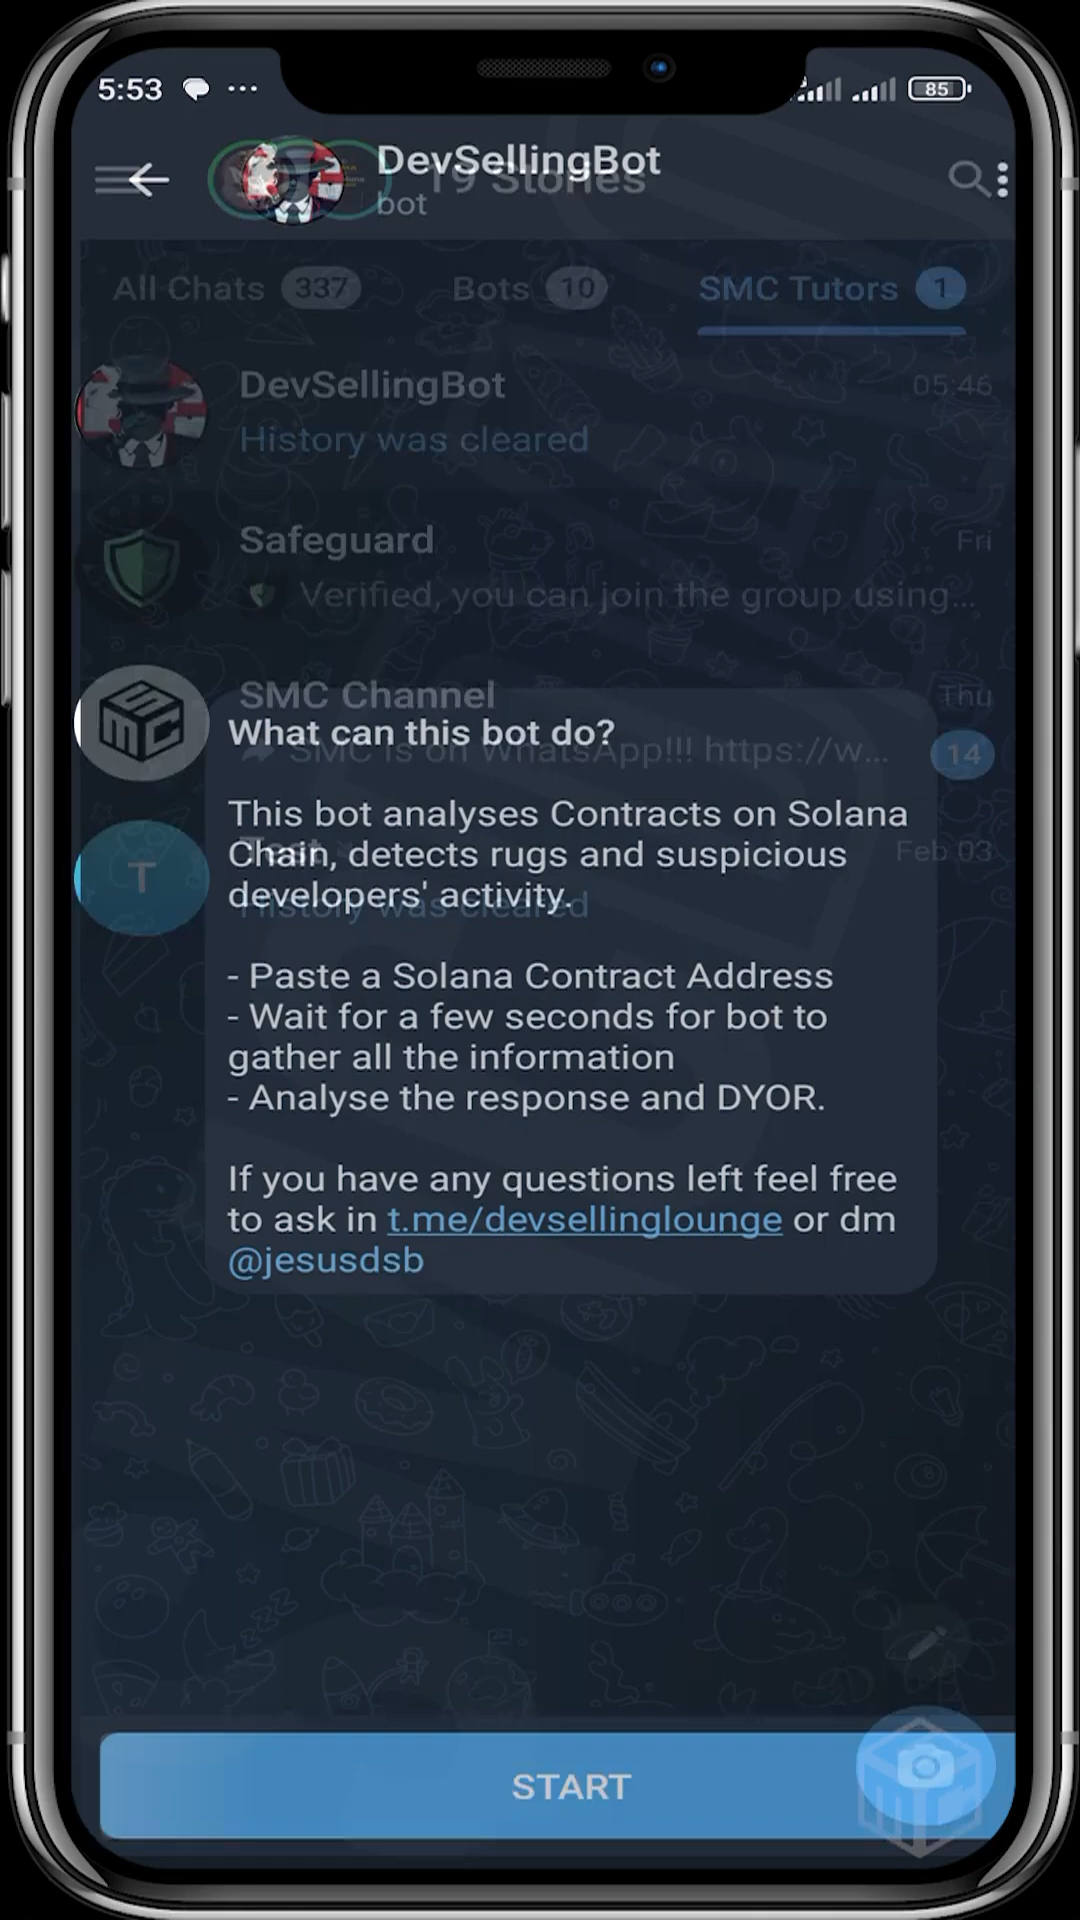 5:53
85
DevSellingBot
19 Stories
bot
All Chats 337
Bots 10
SMC Tutors 1
DevSellingBot
05:46
History was cleared
Safeguard
Fri
Verified, you can join the group using...
SMC Channel
Thu
SMC is on WhatsApp!!! https://w...
14
What can this bot do?
This bot analyses Contracts on Solana
Chain, detects rugs and suspicious
developers' activity.
T
Test
Feb 03
History was cleared
- Paste a Solana Contract Address
- Wait for a few seconds for bot to
gather all the information
- Analyse the response and DYOR.
If you have any questions left feel free
to ask in t.me/devsellinglounge or dm
@jesusdsb
START
SMC